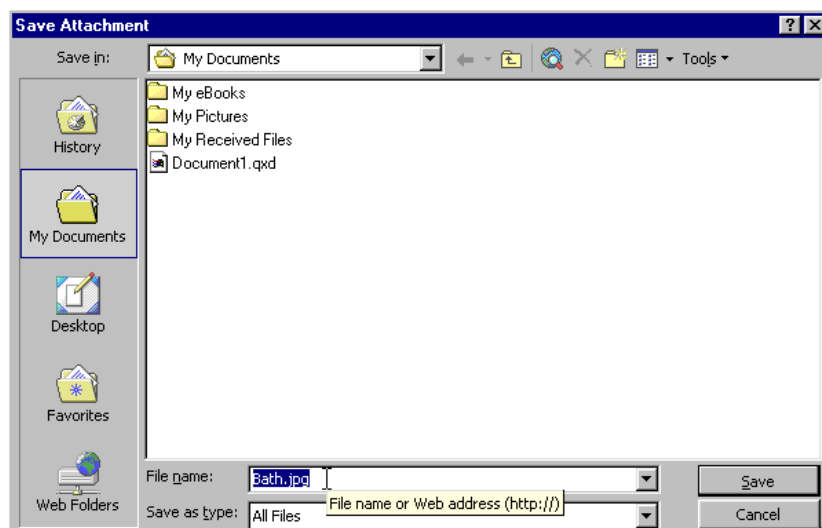 Save Attachment
Save in:
My Documents
Tools
History
My Documents
Desktop
Favorites
Web Folders
My eBooks
My Pictures
My Received Files
Document1.qxd
File name:
Bath.jpg
Save
File name or Web address (http://)
Save as type:
All Files
Cancel